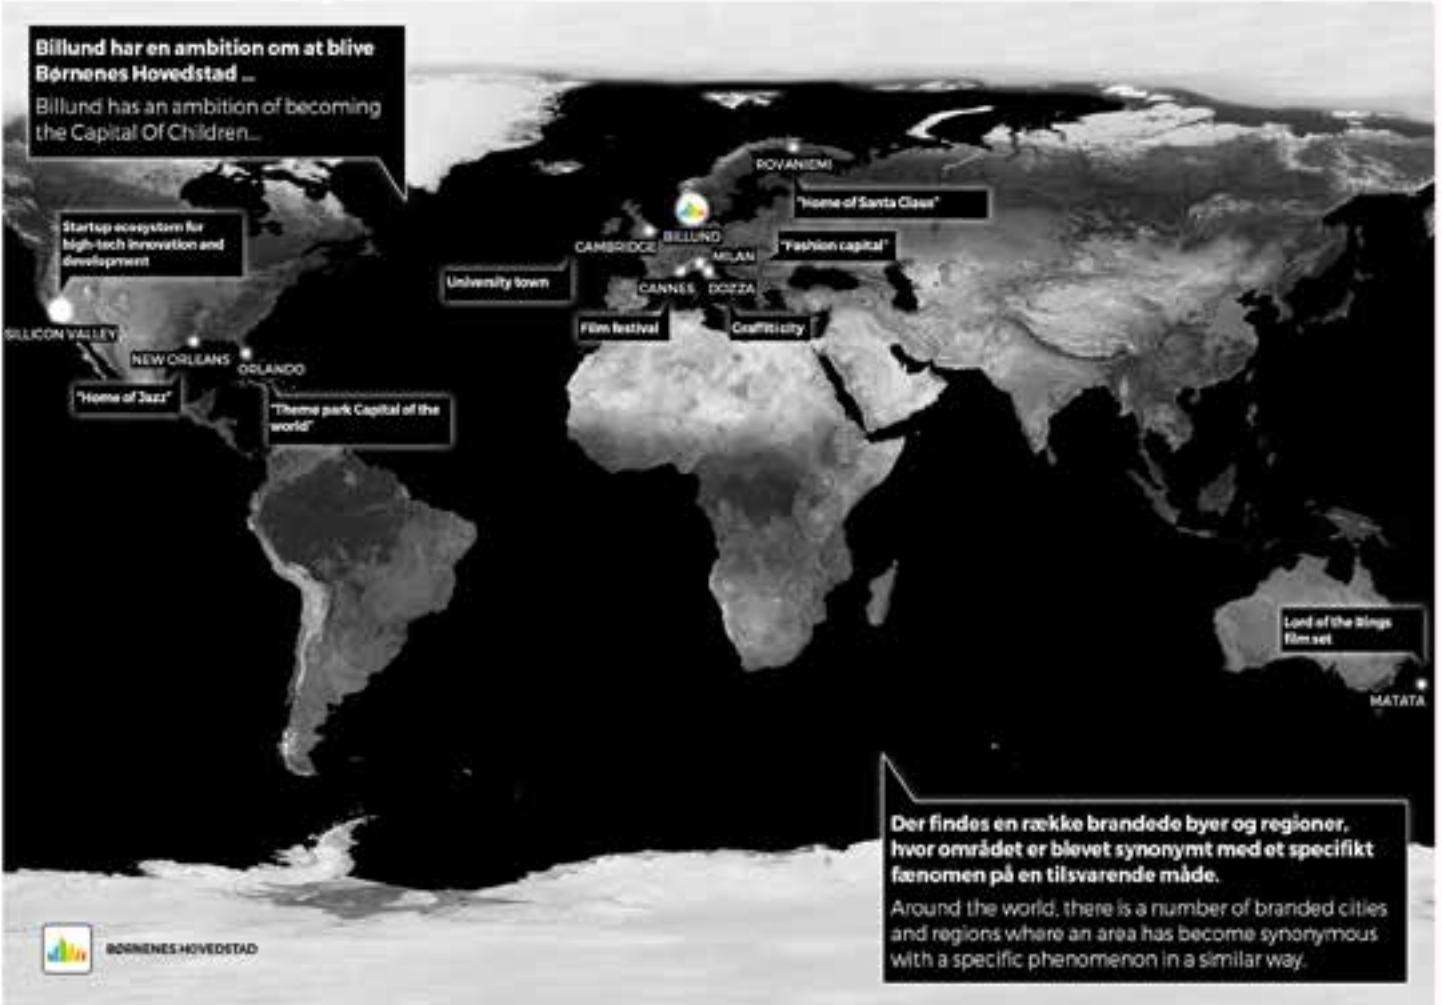 Billund har en ambition om at blive
Børnenes Hovedstad ...
Billund has an ambition of becoming
the Capital Of Children...
ROVANIEMI
"Home of Santa Claus"
Startup ecosystem for
high-tech innovation and
development
BILLUND
CAMBRIDGE
"Fashion capital"
MILAN
University town
CANNES
DOZZA
Film festival
Graffiti city
SILLICON VALLEY
NEW ORLEANS
ORLANDO
"Home of Jazz"
"Theme park Capital of the
world"
Lord of the Rings
film set
MATATA
Der findes en række brandede byer og regioner,
hvor området er blevet synonymt med et specifikt
fænomen på en tilsvarende måde.
Around the world, there is a number of branded cities
and regions where an area has become synonymous
with a specific phenomenon in a similar way.
BØRNENES HOVEDSTAD